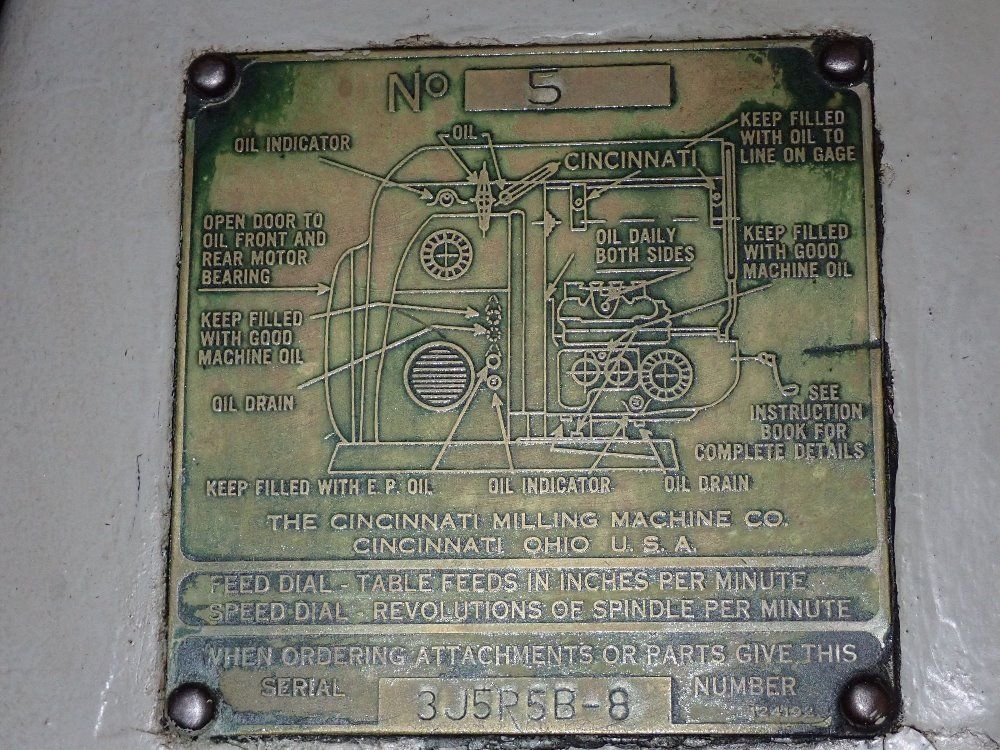 No 5
OIL INDICATOR
OIL
KEEP FILLED
WITH OIL TO
LINE ON GAGE
CINCINNATI
OPEN DOOR TO
OIL FRONT AND
REAR MOTOR
BEARING
OIL DAILY
BOTH SIDES
KEEP FILLED
WITH GOOD
MACHINE OIL
KEEP FILLED
WITH GOOD
MACHINE OIL
OIL DRAIN
SEE
INSTRUCTION
BOOK FOR
COMPLETE DETAILS
KEEP FILLED WITH E.P. OIL
OIL INDICATOR
OIL DRAIN
THE CINCINNATI MILLING MACHINE CO.
CINCINNATI, OHIO U.S.A.
FEED DIAL - TABLE FEEDS IN INCHES PER MINUTE
SPEED DIAL - REVOLUTIONS OF SPINDLE PER MINUTE
WHEN ORDERING ATTACHMENTS OR PARTS GIVE THIS
SERIAL 3J5R5B-8 NUMBER